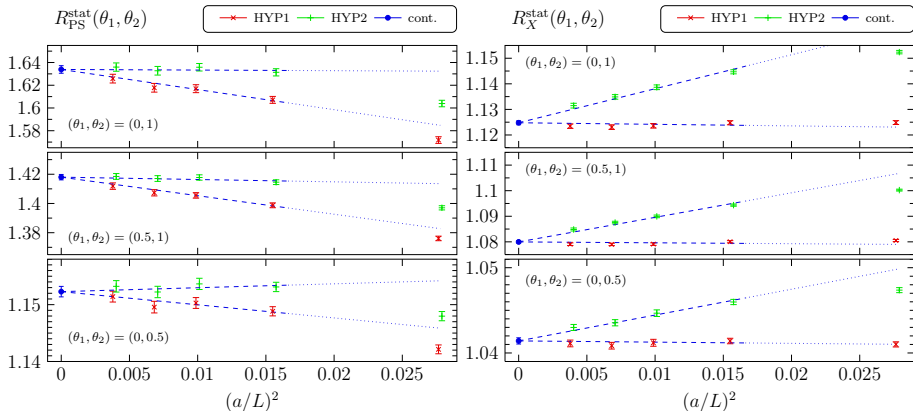 R_PS^stat(θ₁, θ₂)
HYP1 HYP2 cont.
1.64
1.62
1.6
1.58
(θ₁, θ₂) = (0, 1)
1.42
1.4
1.38
(θ₁, θ₂) = (0.5, 1)
1.15
1.14
(θ₁, θ₂) = (0, 0.5)
0 0.005 0.01 0.015 0.02 0.025
(a/L)²
R_X^stat(θ₁, θ₂)
HYP1 HYP2 cont.
1.15
1.14
1.13
1.12
(θ₁, θ₂) = (0, 1)
1.11
1.10
1.09
1.08
(θ₁, θ₂) = (0.5, 1)
1.05
1.04
(θ₁, θ₂) = (0, 0.5)
0 0.005 0.01 0.015 0.02 0.025
(a/L)²